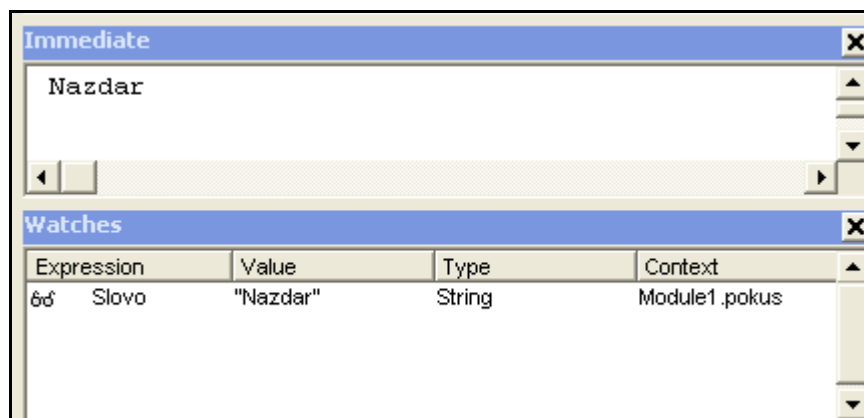 Immediate
Nazdar
Watches
Expression Value Type Context
Slovo "Nazdar" String Module1.pokus